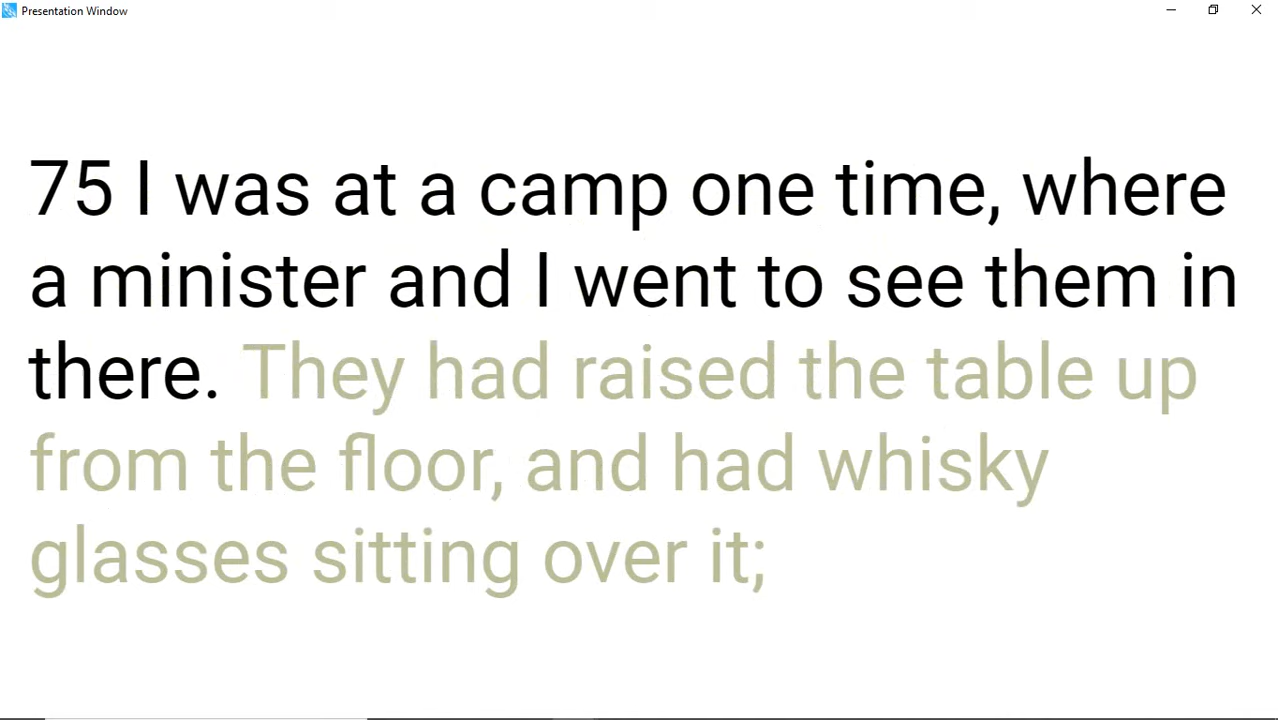 Presentation Window
75 I was at a camp one time, where
a minister and I went to see them in
there. They had raised the table up
from the floor, and had whisky
glasses sitting over it;